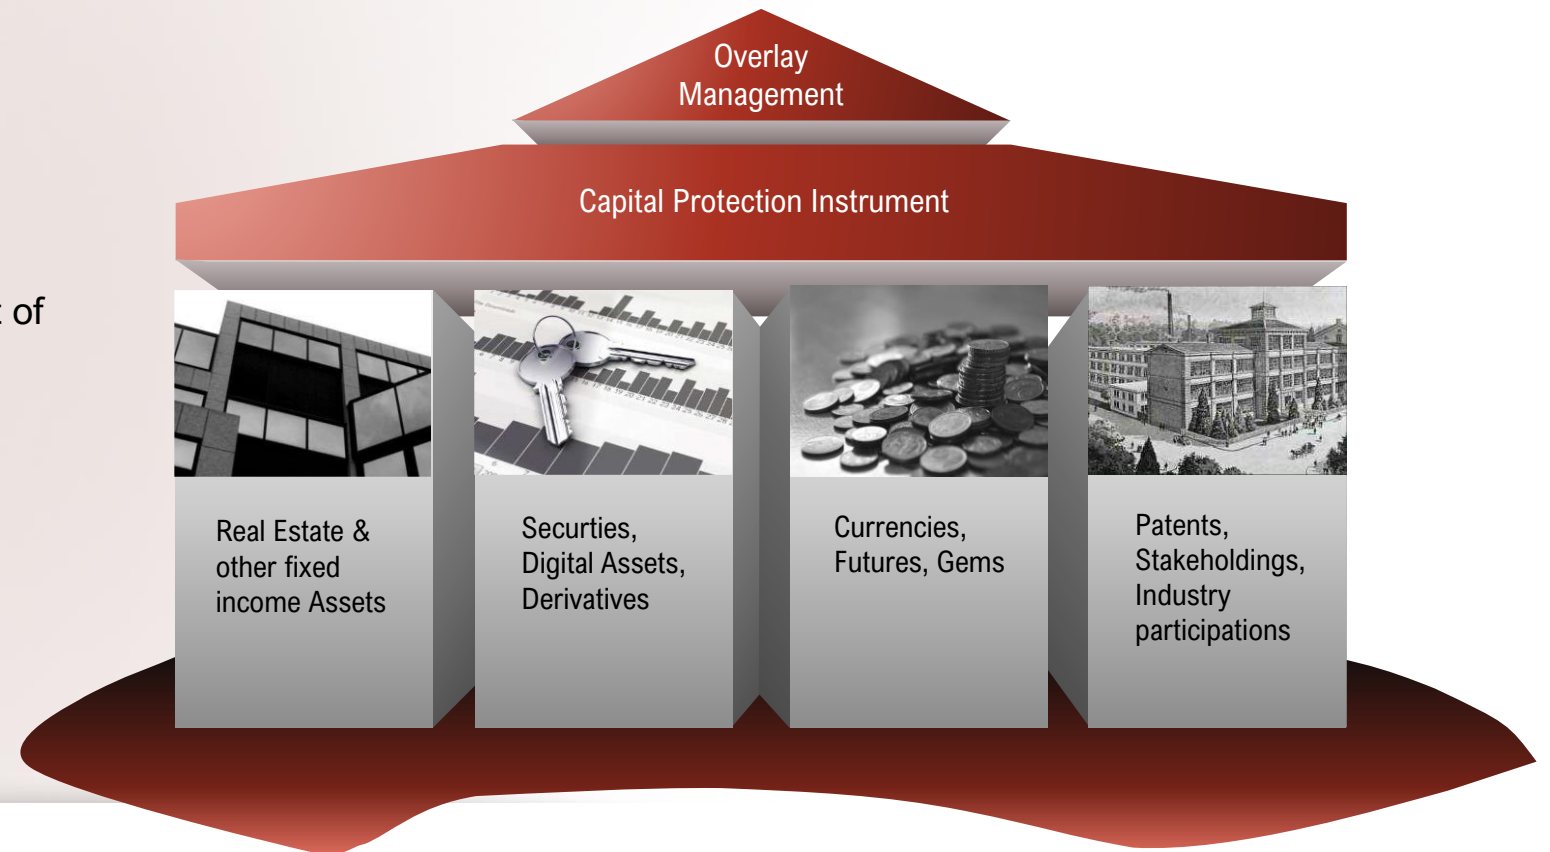 Overlay
Management
Capital Protection Instrument
of
Real Estate &
other fixed
income Assets
Securties,
Digital Assets,
Derivatives
Currencies,
Futures, Gems
Patents,
Stakeholdings,
Industry
participations